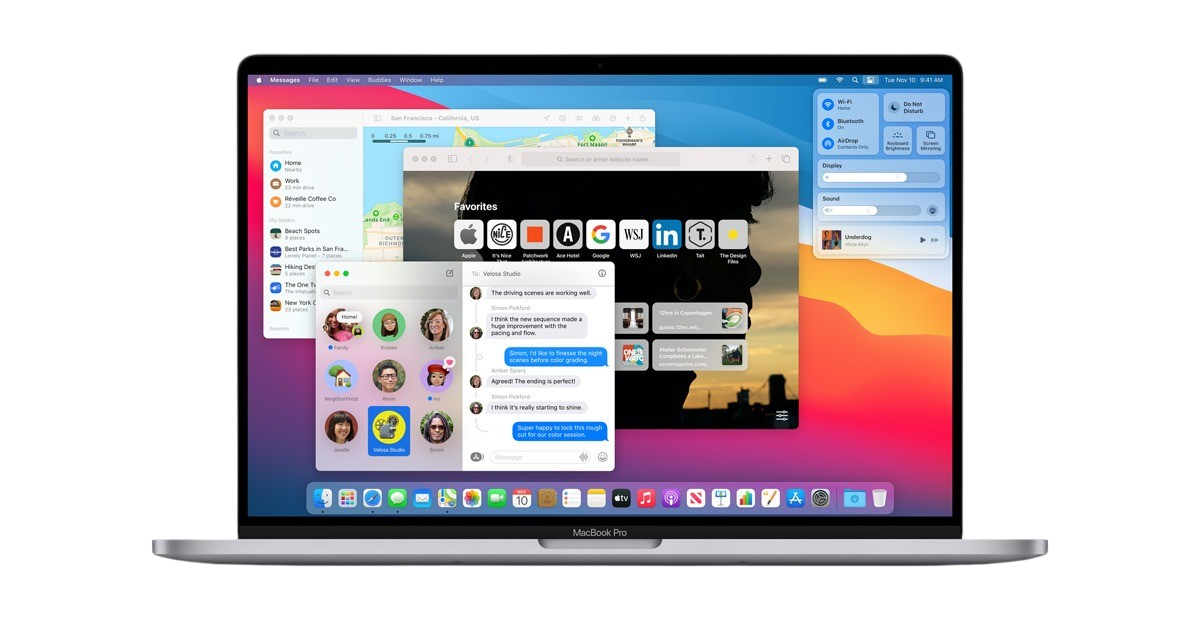 Messages File Edit View Buddies Window Help
Tue Nov 10 9:41 AM
San Francisco - California, US
Search
0 0.25 0.5 0.75 mi
Favorites
Home
Nearby
Work
23 min drive
Réveille Coffee Co
22 min drive
My Guides
Beach Spots
9 places
Best Parks in San Fra...
Lonely Planet · 7 places
Hiking Des
5 places
The One T
The Infatuati
New York C
23 places
Recents
Fort Mason
FISHERMAN'S
WHARF
OUTER
RICHMON
Search or enter website name
Favorites
NICE
A
G
WSJ
in
T.
Apple
It's Nice
That
Patchwork
Ace Hotel
Google
WSJ
LinkedIn
Tait
The Design
Files
12hrs in Copenhagen
guides.12hrs.net/...
Atelier Schwimmer
Completes a Lake...
azuremagazine.com/...
Search
Home!
Family
Kristen
Amber
Neighborhood
Kevin
Ivy
Janelle
Velosa Studio
Simon
To: Velosa Studio
The driving scenes are working well.
Simon Pickford
I think the new sequence made a
huge improvement with the
pacing and flow.
Simon, I'd like to finesse the night
scenes before color grading.
Amber Spiers
Agreed! The ending is perfect!
Simon Pickford
I think it's really starting to shine.
Super happy to lock this rough
cut for our color session.
iMessage
Wi-Fi
Home
Bluetooth
On
AirDrop
Contacts Only
Do Not
Disturb
Keyboard
Brightness
Screen
Mirroring
Display
Sound
Underdog
Alicia Keys
10
tv
MacBook Pro